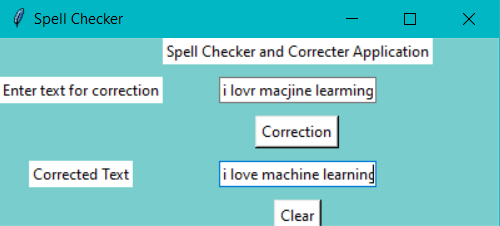 Spell Checker
Spell Checker and Correcter Application
Enter text for correction
i lovr macjine learming
Correction
Corrected Text
i love machine learning
Clear